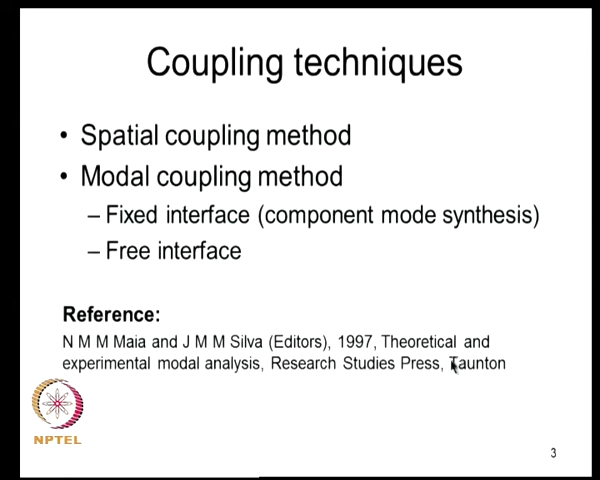 Coupling techniques
• Spatial coupling method
• Modal coupling method
– Fixed interface (component mode synthesis)
– Free interface
Reference:
N M M Maia and J M M Silva (Editors), 1997, Theoretical and
experimental modal analysis, Research Studies Press, Taunton
NPTEL
3